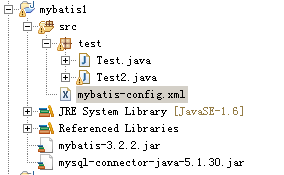 mybatis1
src
test
Test.java
Test2.java
mybatis-config.xml
JRE System Library [JavaSE-1.6]
Referenced Libraries
mybatis-3.2.2.jar
mysql-connector-java-5.1.30.jar